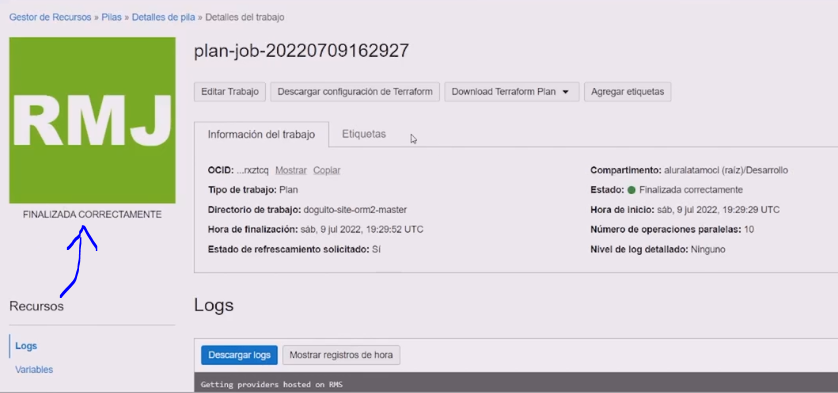 Gestor de Recursos » Pilas » Detalles de pila » Detalles del trabajo
RMJ
FINALIZADA CORRECTAMENTE
plan-job-20220709162927
Editar Trabajo Descargar configuración de Terraform Download Terraform Plan Agregar etiquetas
Información del trabajo Etiquetas
OCID: ...rxztcq Mostrar Copiar
Tipo de trabajo: Plan
Directorio de trabajo: doguito-site-orm2-master
Hora de finalización: sáb, 9 jul 2022, 19:29:52 UTC
Estado de refrescamiento solicitado: Sí
Compartimento: aluralatamoci (raíz)/Desarrollo
Estado: Finalizada correctamente
Hora de inicio: sáb, 9 jul 2022, 19:29:29 UTC
Número de operaciones paralelas: 10
Nivel de log detallado: Ninguno
Recursos
Logs
Variables
Logs
Descargar logs Mostrar registros de hora
Getting providers hosted on RMS